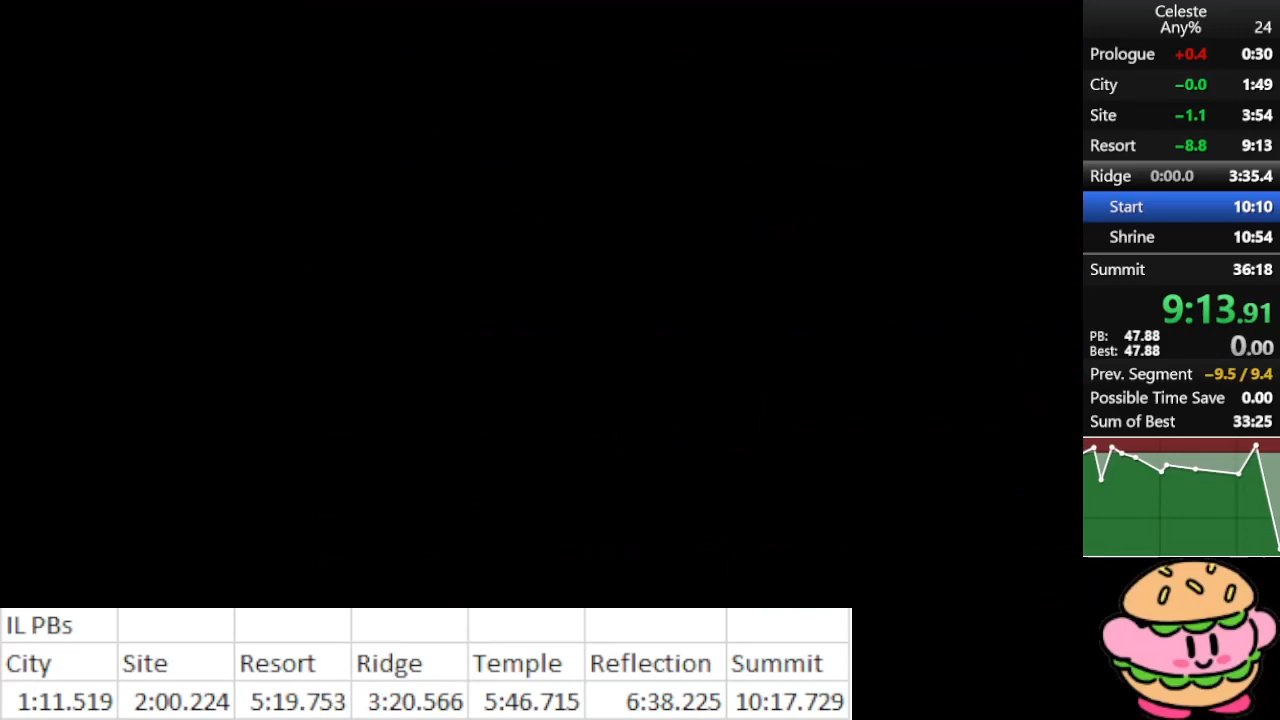 Celeste
Any% 24
Prologue +0.4 0:30
City −0.0 1:49
Site −1.1 3:54
Resort −8.8 9:13
Ridge 0:00.0 3:35.4
Start 10:10
Shrine 10:54
Summit 36:18
9:13.91
PB: 47.88
Best: 47.88
0.00
Prev. Segment −9.5 / 9.4
Possible Time Save 0.00
Sum of Best 33:25
IL PBs
City Site Resort Ridge Temple Reflection Summit
1:11.519 2:00.224 5:19.753 3:20.566 5:46.715 6:38.225 10:17.729